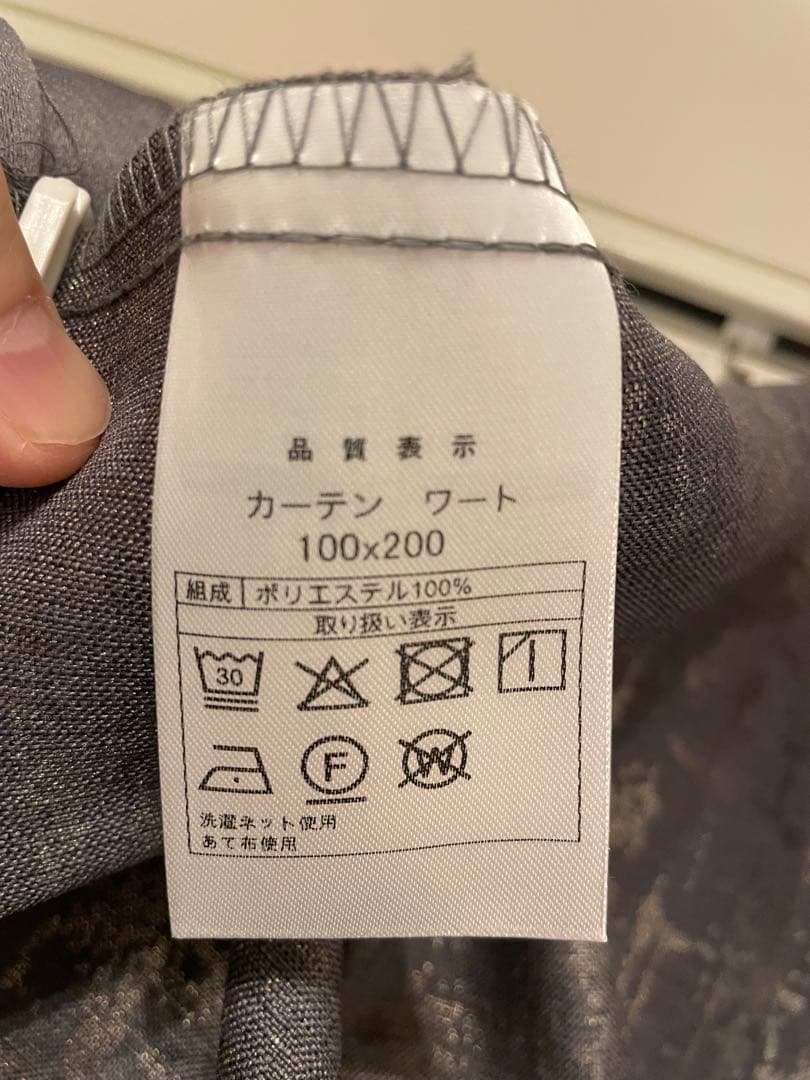 品質表示
カーテン ワート
100x200
組成 ポリエステル100%
取り扱い表示
30
F W
洗濯ネット使用
あて布使用